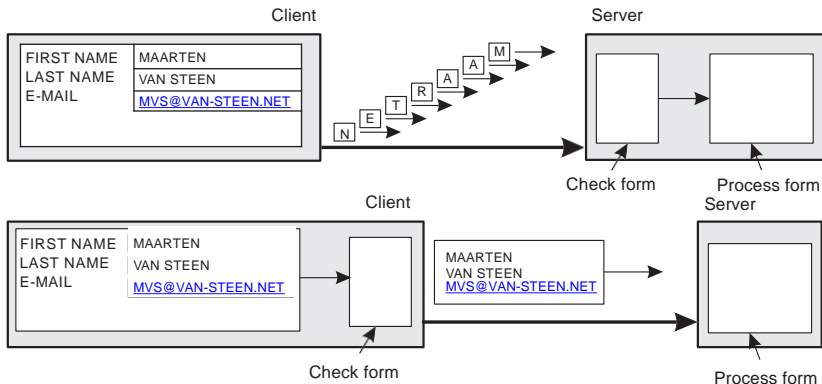 Client
Server
FIRST NAME MAARTEN
LAST NAME VAN STEEN
E-MAIL MVS@VAN-STEEN.NET
N E T R A A M
Check form
Process form
Client
Server
FIRST NAME MAARTEN
LAST NAME VAN STEEN
E-MAIL MVS@VAN-STEEN.NET
MAARTEN
VAN STEEN
MVS@VAN-STEEN.NET
Check form
Process form